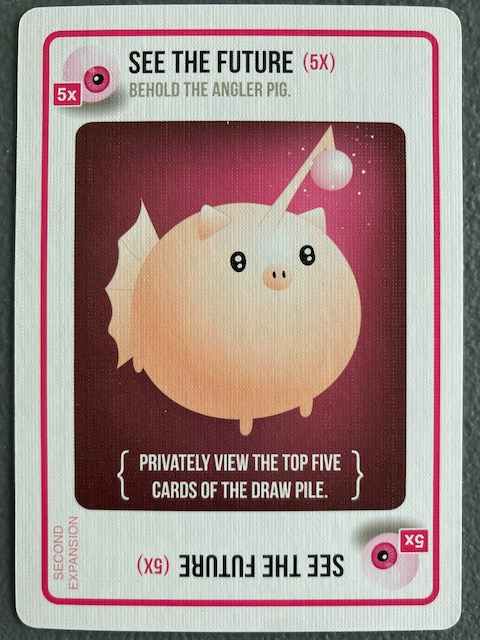 SEE THE FUTURE (5X)
5x
BEHOLD THE ANGLER PIG.
{ PRIVATELY VIEW THE TOP FIVE
CARDS OF THE DRAW PILE. }
SECOND
EXPANSION
5x
SEE THE FUTURE (5X)